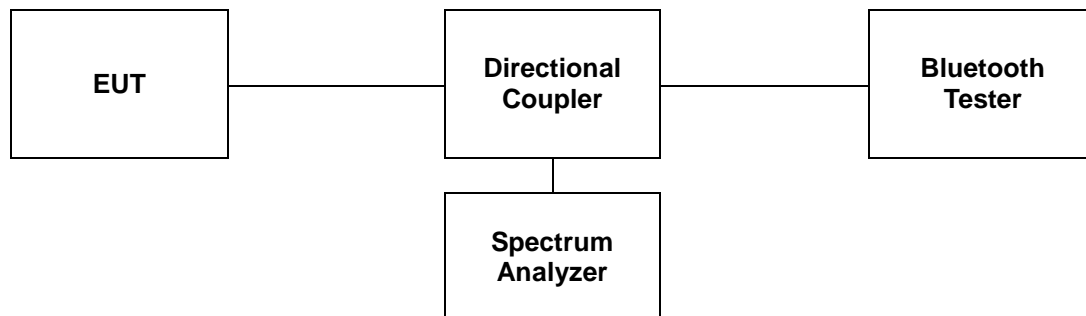 EUT
Directional
Coupler
Bluetooth
Tester
Spectrum
Analyzer